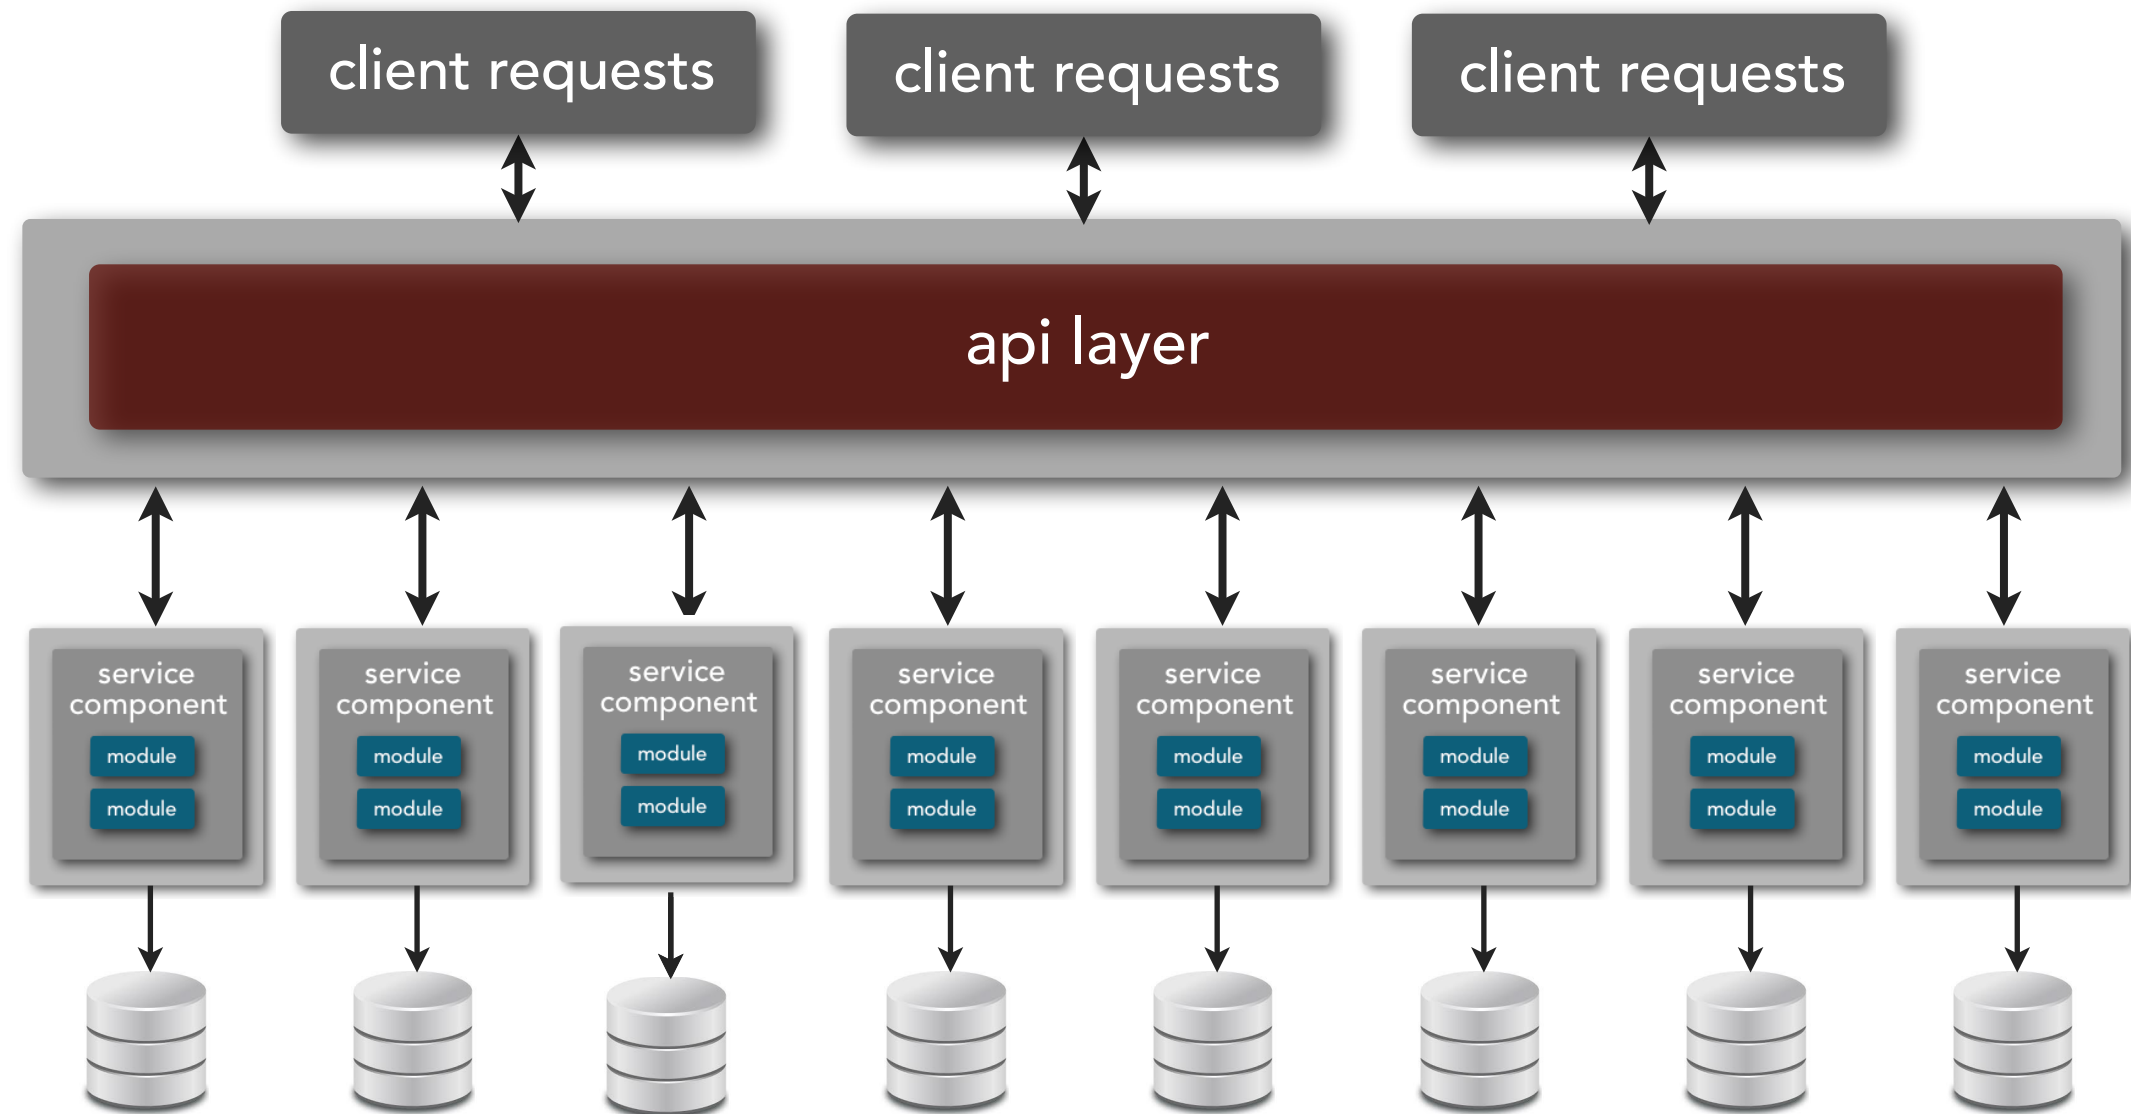 client requests
client requests
client requests
api layer
service
component
module
module
service
component
module
module
service
component
module
module
service
component
module
module
service
component
module
module
service
component
module
module
service
component
module
module
service
component
module
module